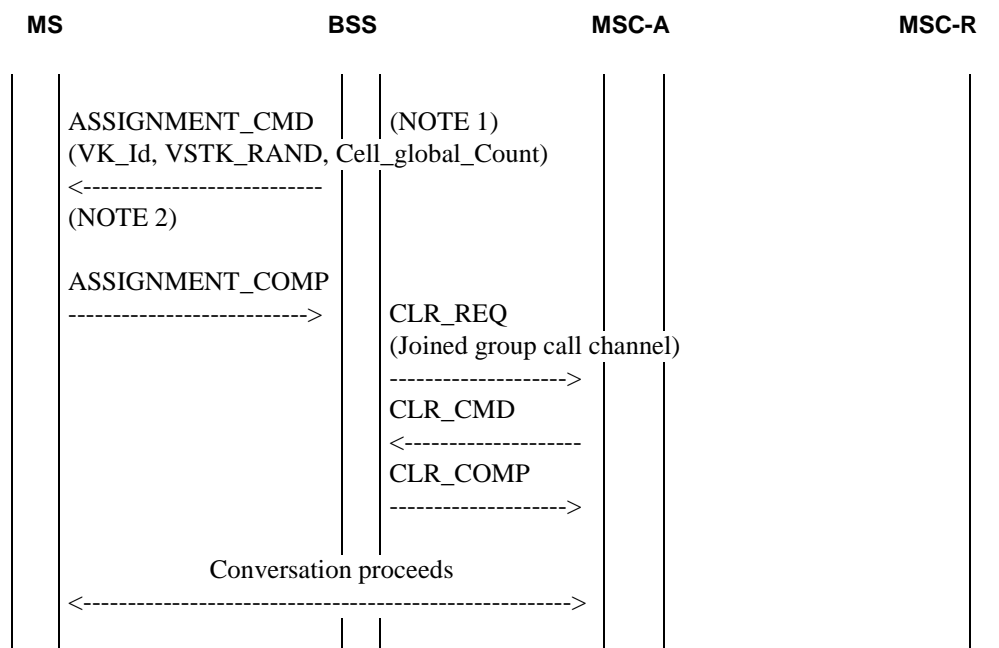 MS BSS MSC-A MSC-R
ASSIGNMENT_CMD (NOTE 1)
(VK_Id, VSTK_RAND, Cell_global_Count)
<---------------------------
(NOTE 2)
ASSIGNMENT_COMP
---------------------------> CLR_REQ
(Joined group call channel)
-------------------->
CLR_CMD
<--------------------
CLR_COMP
-------------------->
Conversation proceeds
<------------------------------------------------------->